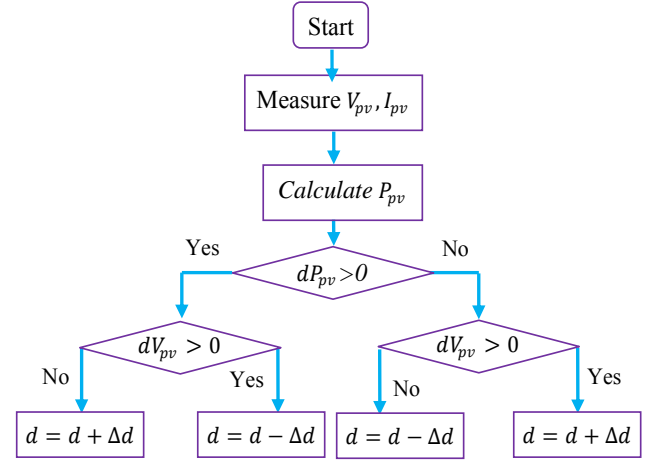 Start
Measure V_pv, I_pv
Calculate P_pv
Yes
No
dP_pv>0
dV_pv > 0
dV_pv > 0
No
Yes
No
Yes
d = d + Δd
d = d − Δd
d = d − Δd
d = d + Δd